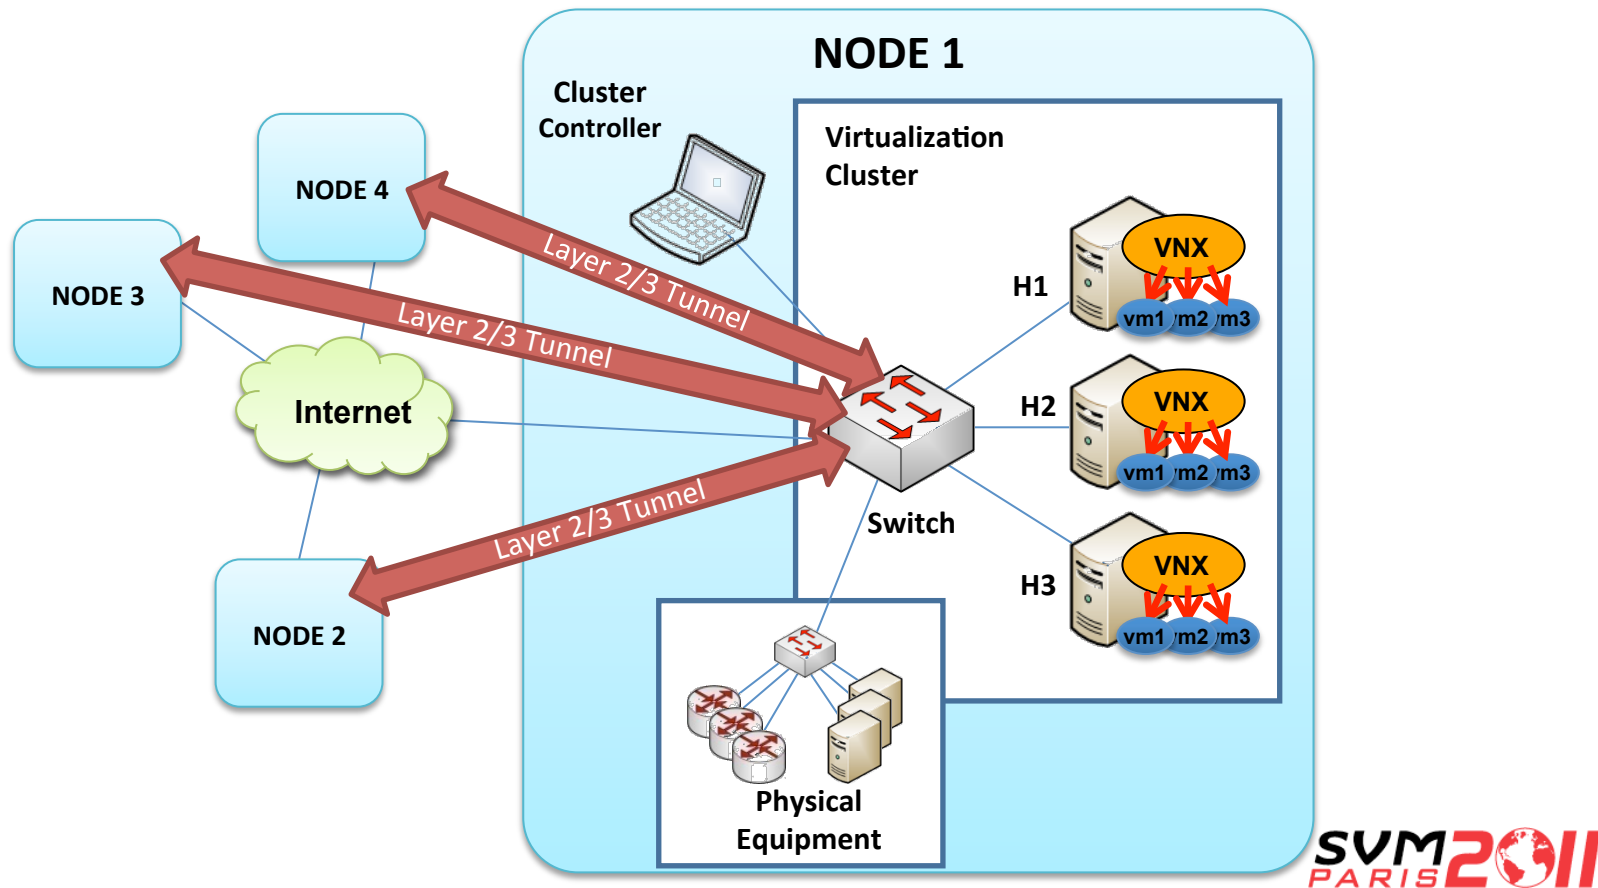 NODE 1
Cluster
Controller
Virtualization
Cluster
NODE 4
NODE 3
Layer 2/3 Tunnel
Layer 2/3 Tunnel
Internet
Layer 2/3 Tunnel
NODE 2
Switch
H1
VNX
vm1 vm2 vm3
H2
VNX
vm1 vm2 vm3
H3
VNX
vm1 vm2 vm3
Physical
Equipment
SVM 2011
PARIS